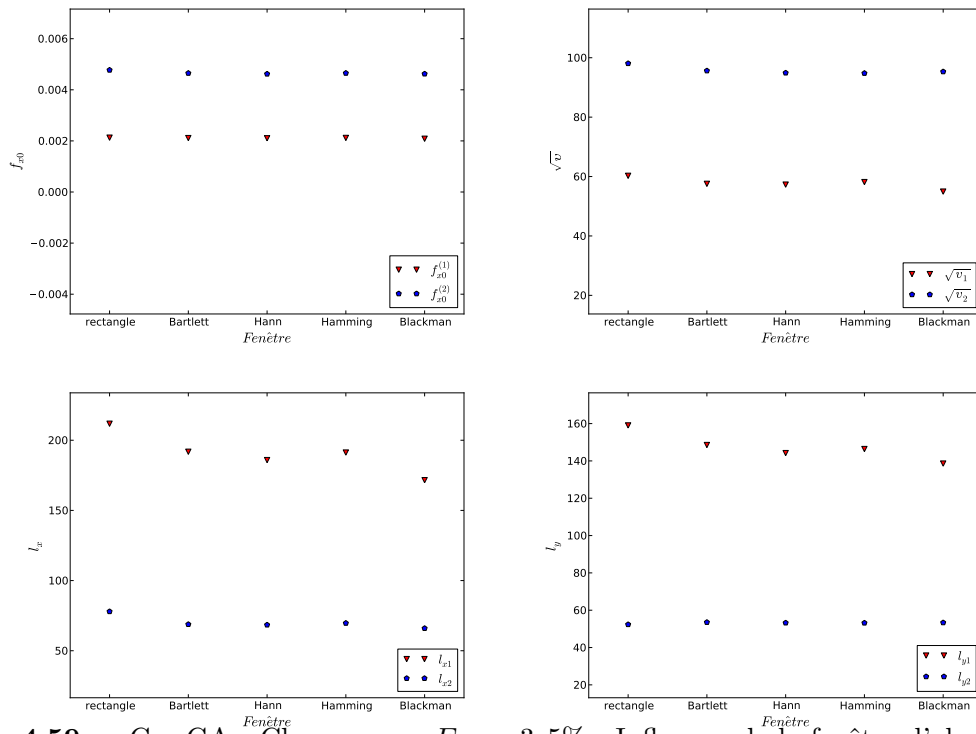 0.006
0.004
0.002
0.000
−0.002
−0.004
f_{x0}
f_{x0}^{(1)}
f_{x0}^{(2)}
rectangle Bartlett Hann Hamming Blackman
Fenêtre
100
80
60
40
20
√v
√v_1
√v_2
rectangle Bartlett Hann Hamming Blackman
Fenêtre
200
150
100
50
l_x
l_{x1}
l_{x2}
rectangle Bartlett Hann Hamming Blackman
Fenêtre
160
140
120
100
80
60
40
20
l_y
l_{y1}
l_{y2}
rectangle Bartlett Hann Hamming Blackman
Fenêtre